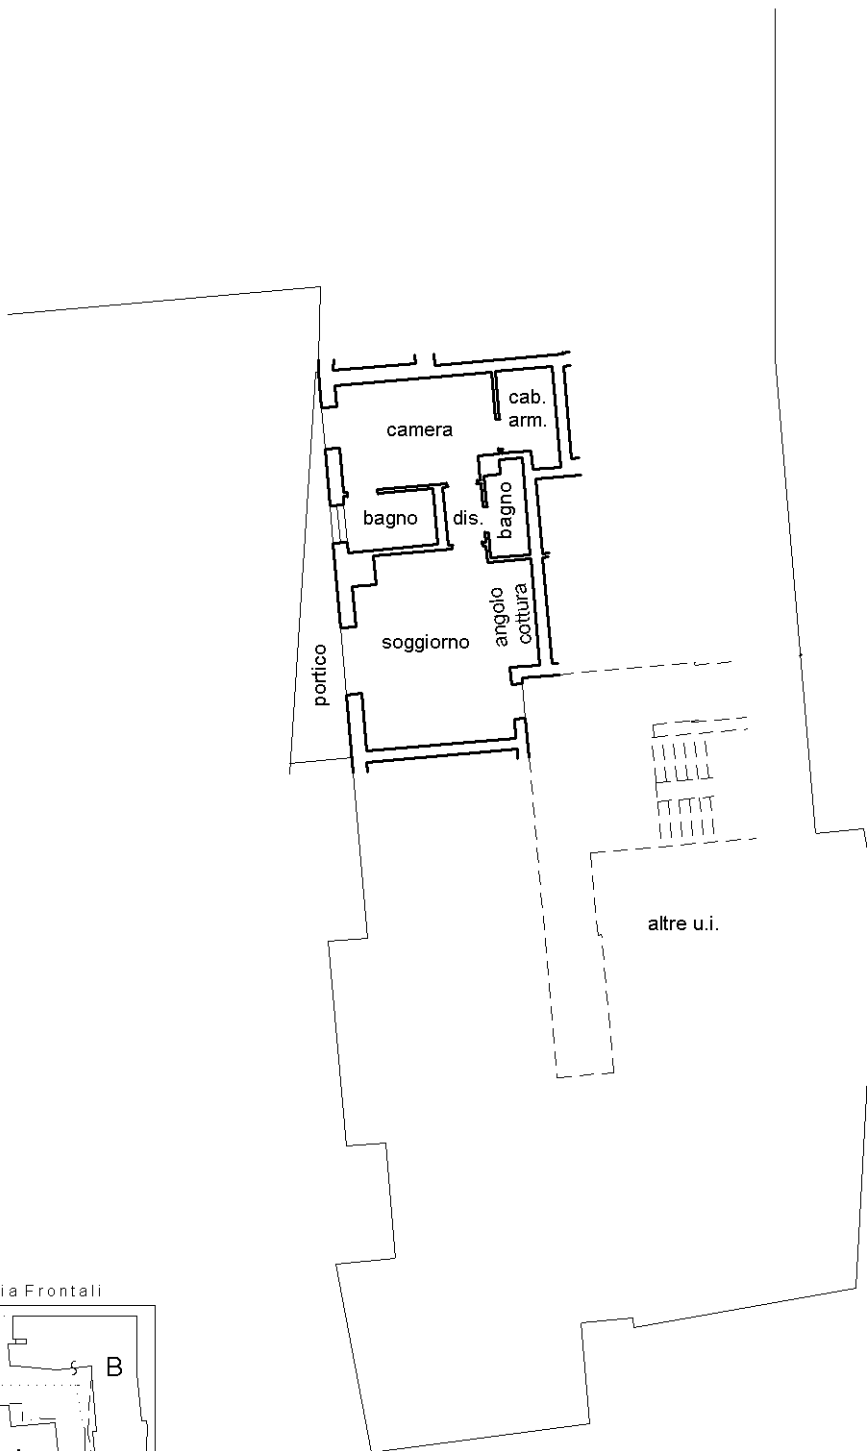 cab.
arm.
camera
bagno
dis.
bagno
angolo
cottura
soggiorno
portico
altre u.i.
ia Frontali
B